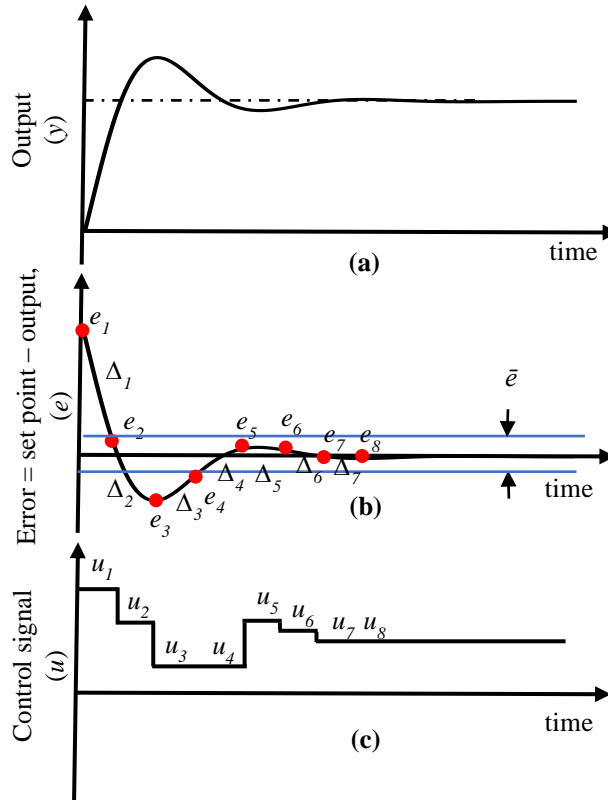 Output
(y)
time
(a)
Error = set point – output,
(e)
e1
Δ1
e2
Δ2
e3
Δ3
e4
Δ4
e5
Δ5
e6
Δ6
e7
Δ7
e8
ē
time
(b)
Control signal
(u)
u1
u2
u3 u4
u5
u6
u7 u8
time
(c)